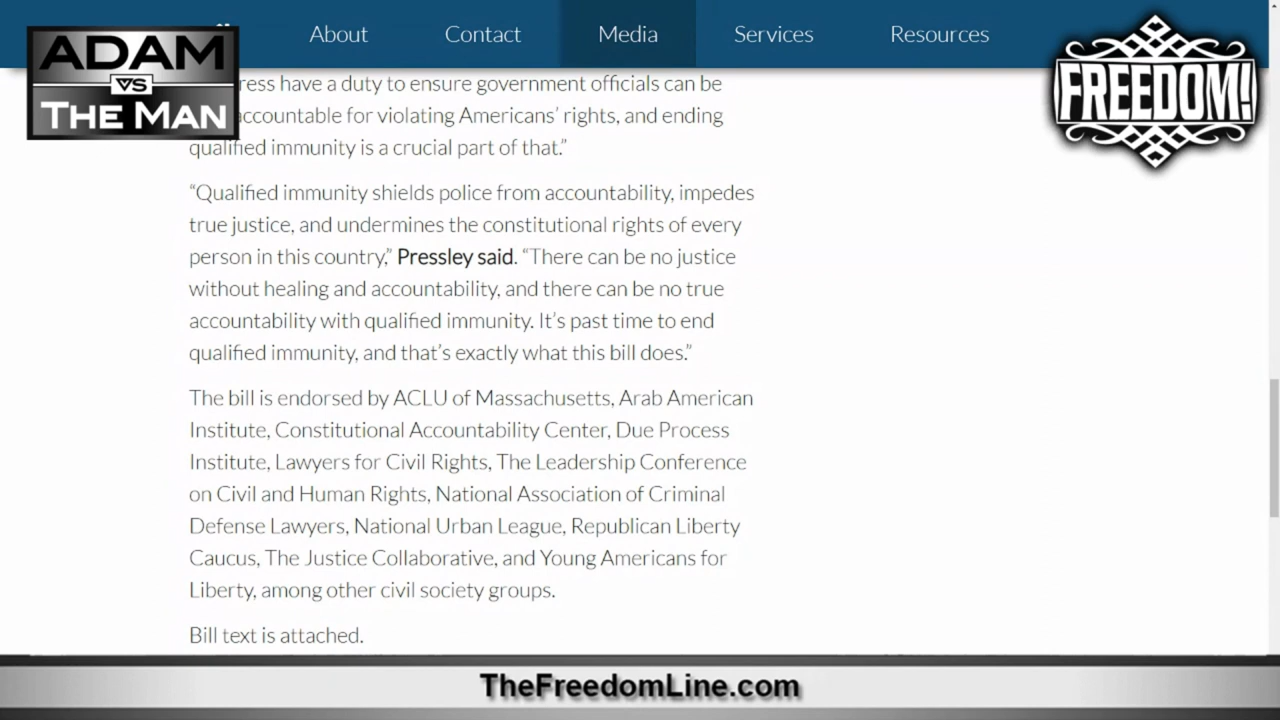 About Contact Media Services Resources
ADAM
VS
THE MAN
FREEDOM!
ress have a duty to ensure government officials can be
accountable for violating Americans’ rights, and ending
qualified immunity is a crucial part of that.”
“Qualified immunity shields police from accountability, impedes
true justice, and undermines the constitutional rights of every
person in this country,” Pressley said. “There can be no justice
without healing and accountability, and there can be no true
accountability with qualified immunity. It’s past time to end
qualified immunity, and that’s exactly what this bill does.”
The bill is endorsed by ACLU of Massachusetts, Arab American
Institute, Constitutional Accountability Center, Due Process
Institute, Lawyers for Civil Rights, The Leadership Conference
on Civil and Human Rights, National Association of Criminal
Defense Lawyers, National Urban League, Republican Liberty
Caucus, The Justice Collaborative, and Young Americans for
Liberty, among other civil society groups.
Bill text is attached.
TheFreedomLine.com